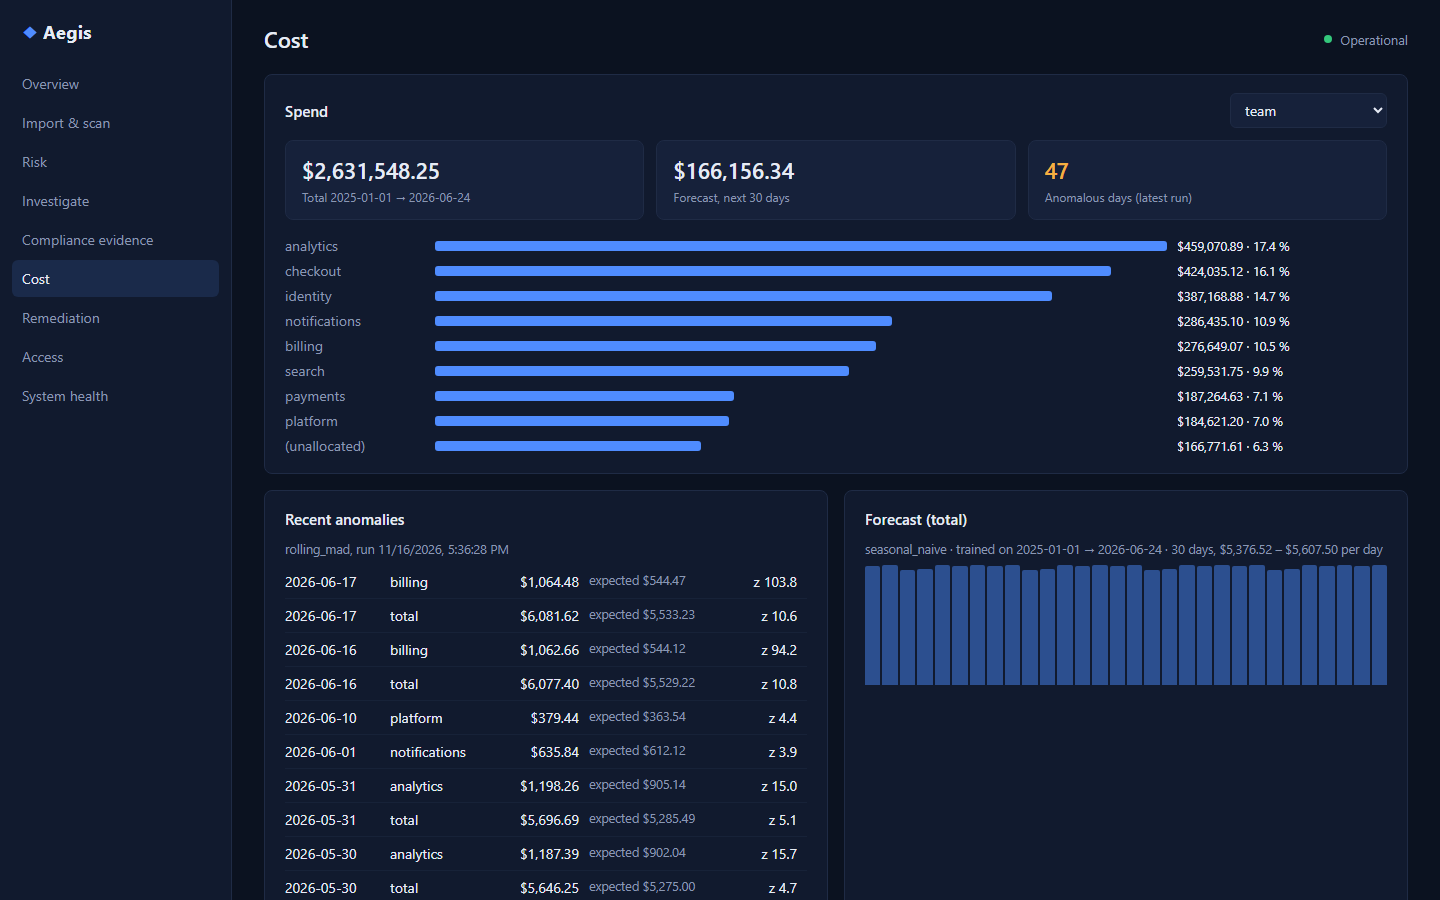 Aegis
Overview
Import & scan
Risk
Investigate
Compliance evidence
Cost
Remediation
Access
System health
Cost
Operational
Spend
team
$2,631,548.25
Total 2025-01-01 → 2026-06-24
$166,156.34
Forecast, next 30 days
47
Anomalous days (latest run)
analytics $459,070.89 · 17.4 %
checkout $424,035.12 · 16.1 %
identity $387,168.88 · 14.7 %
notifications $286,435.10 · 10.9 %
billing $276,649.07 · 10.5 %
search $259,531.75 · 9.9 %
payments $187,264.63 · 7.1 %
platform $184,621.20 · 7.0 %
(unallocated) $166,771.61 · 6.3 %
Recent anomalies
rolling_mad, run 11/16/2026, 5:36:28 PM
2026-06-17 billing $1,064.48 expected $544.47 z 103.8
2026-06-17 total $6,081.62 expected $5,533.23 z 10.6
2026-06-16 billing $1,062.66 expected $544.12 z 94.2
2026-06-16 total $6,077.40 expected $5,529.22 z 10.8
2026-06-10 platform $379.44 expected $363.54 z 4.4
2026-06-01 notifications $635.84 expected $612.12 z 3.9
2026-05-31 analytics $1,198.26 expected $905.14 z 15.0
2026-05-31 total $5,696.69 expected $5,285.49 z 5.1
2026-05-30 analytics $1,187.39 expected $902.04 z 15.7
2026-05-30 total $5,646.25 expected $5,275.00 z 4.7
Forecast (total)
seasonal_naive · trained on 2025-01-01 → 2026-06-24 · 30 days, $5,376.52 – $5,607.50 per day